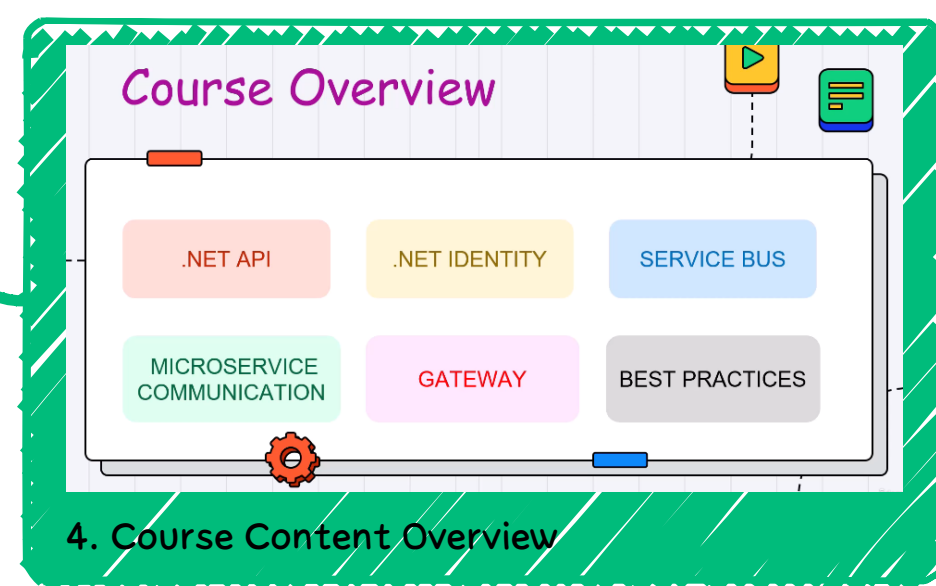 Course Overview
.NET API
.NET IDENTITY
SERVICE BUS
MICROSERVICE
COMMUNICATION
GATEWAY
BEST PRACTICES
4. Course Content Overview